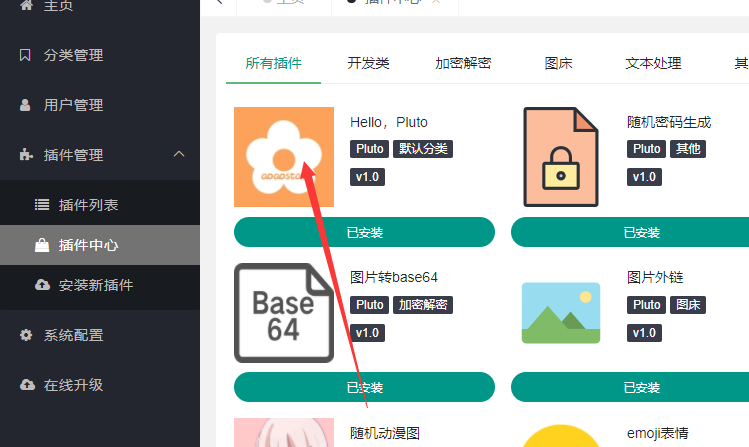 主页
分类管理
用户管理
插件管理
插件列表
插件中心
安装新插件
系统配置
在线升级
主页
插件中心
所有插件 开发类 加密解密 图床 文本处理 其
Hello，Pluto
Pluto 默认分类
v1.0
已安装
随机密码生成
Pluto 其他
v1.0
已安装
Base
64
图片转base64
Pluto 加密解密
v1.0
已安装
图片外链
Pluto 图床
v1.0
已安装
随机动漫图
emoji表情